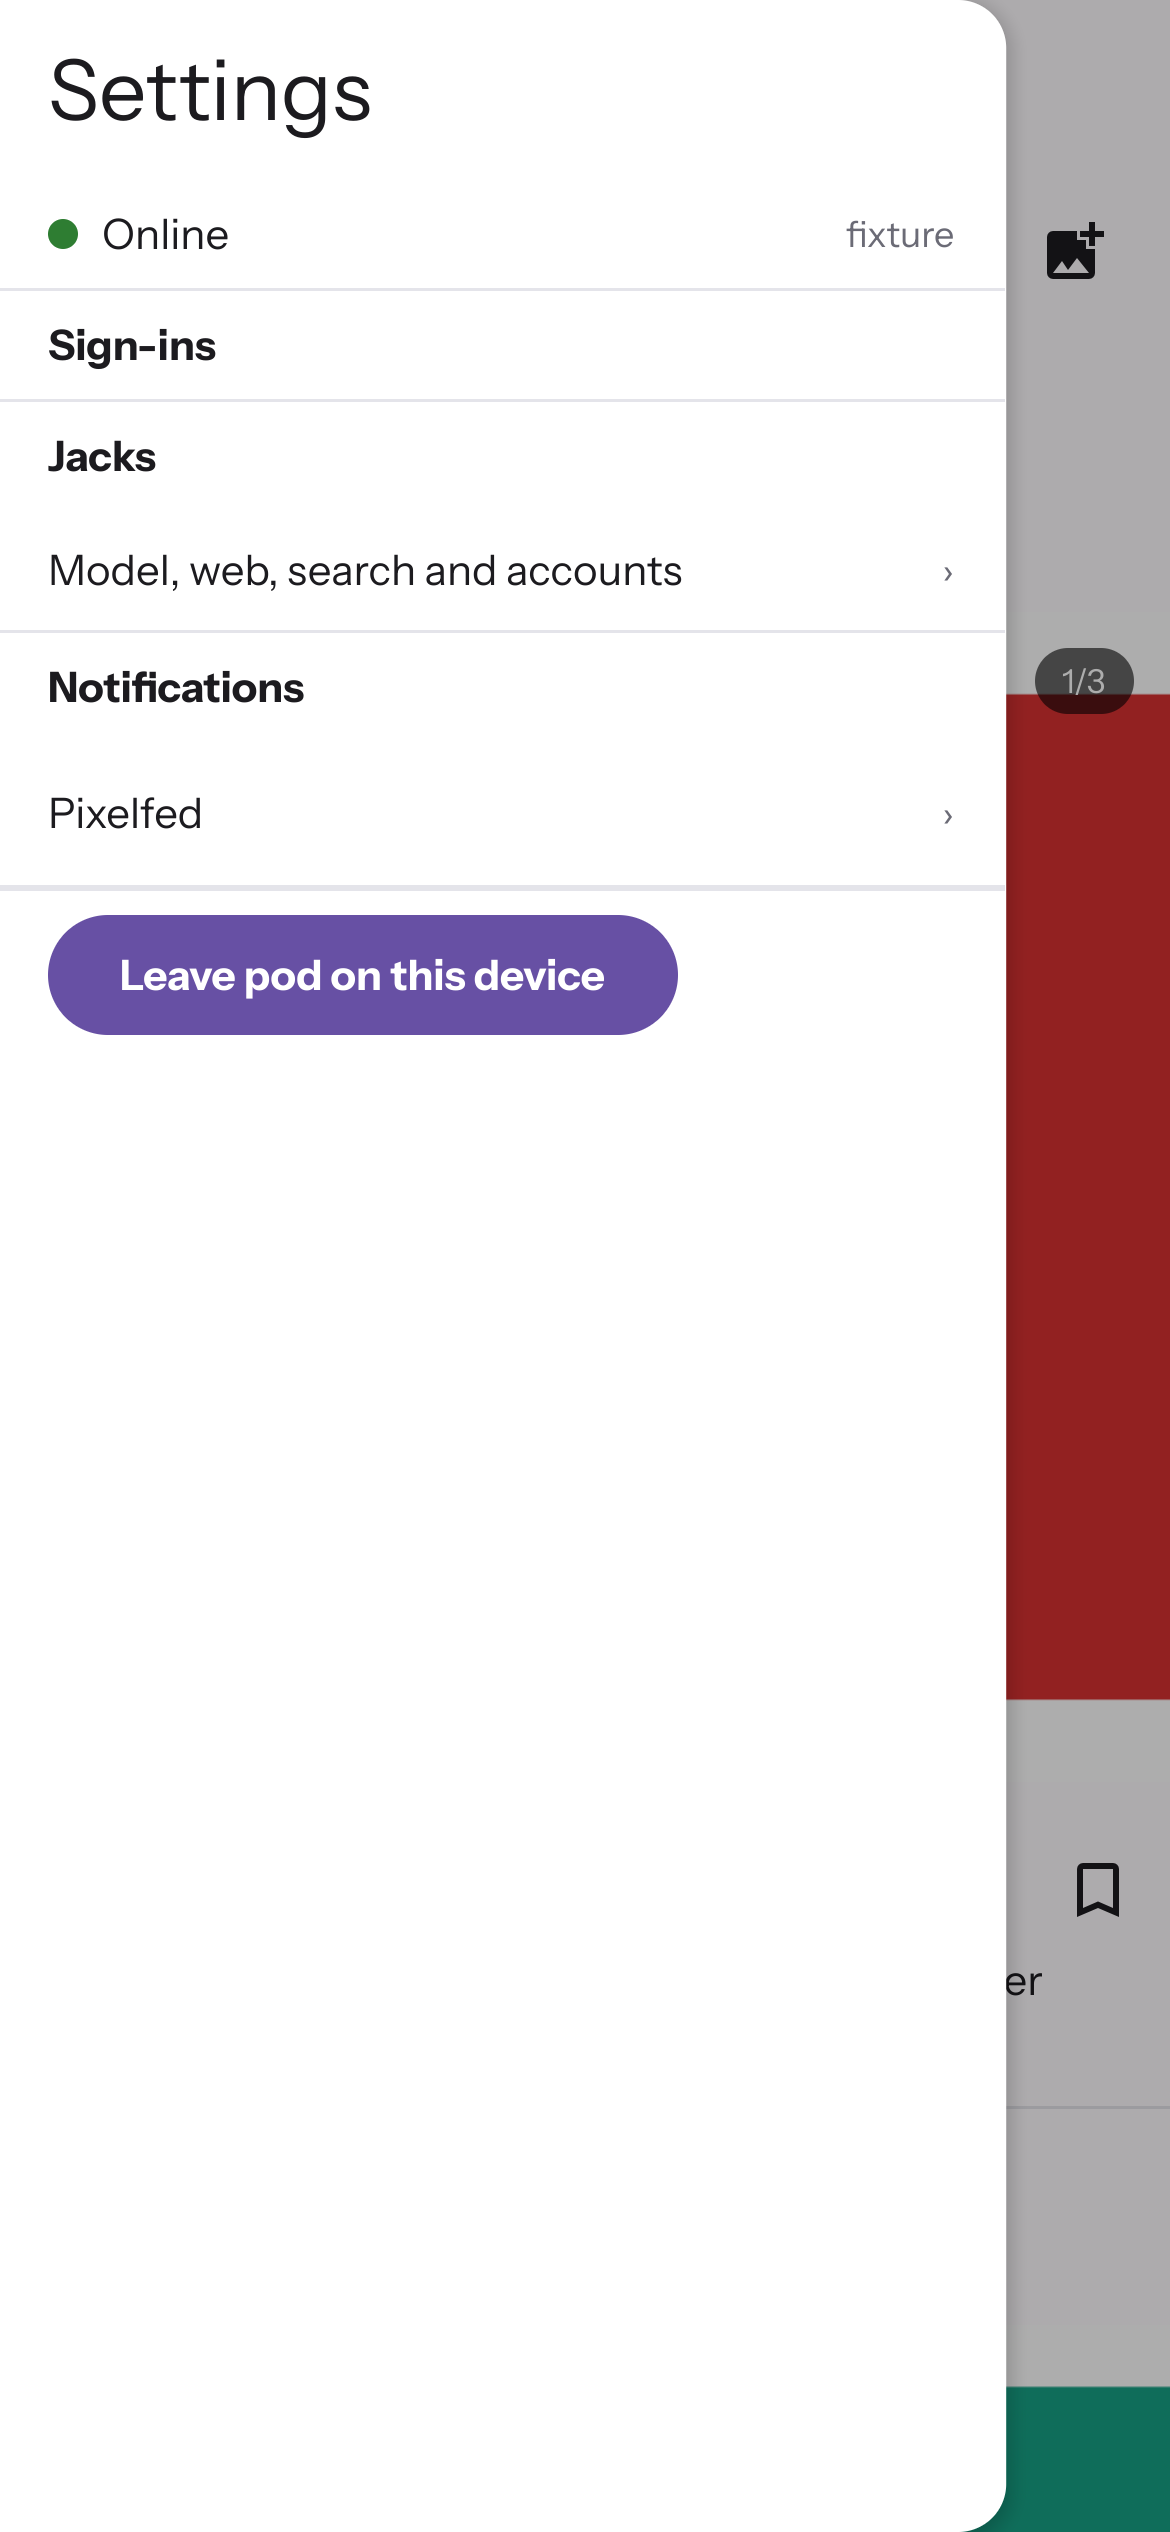 Settings
Online
fixture
Sign-ins
Jacks
Model, web, search and accounts
›
1/3
Notifications
Pixelfed
›
Leave pod on this device
er